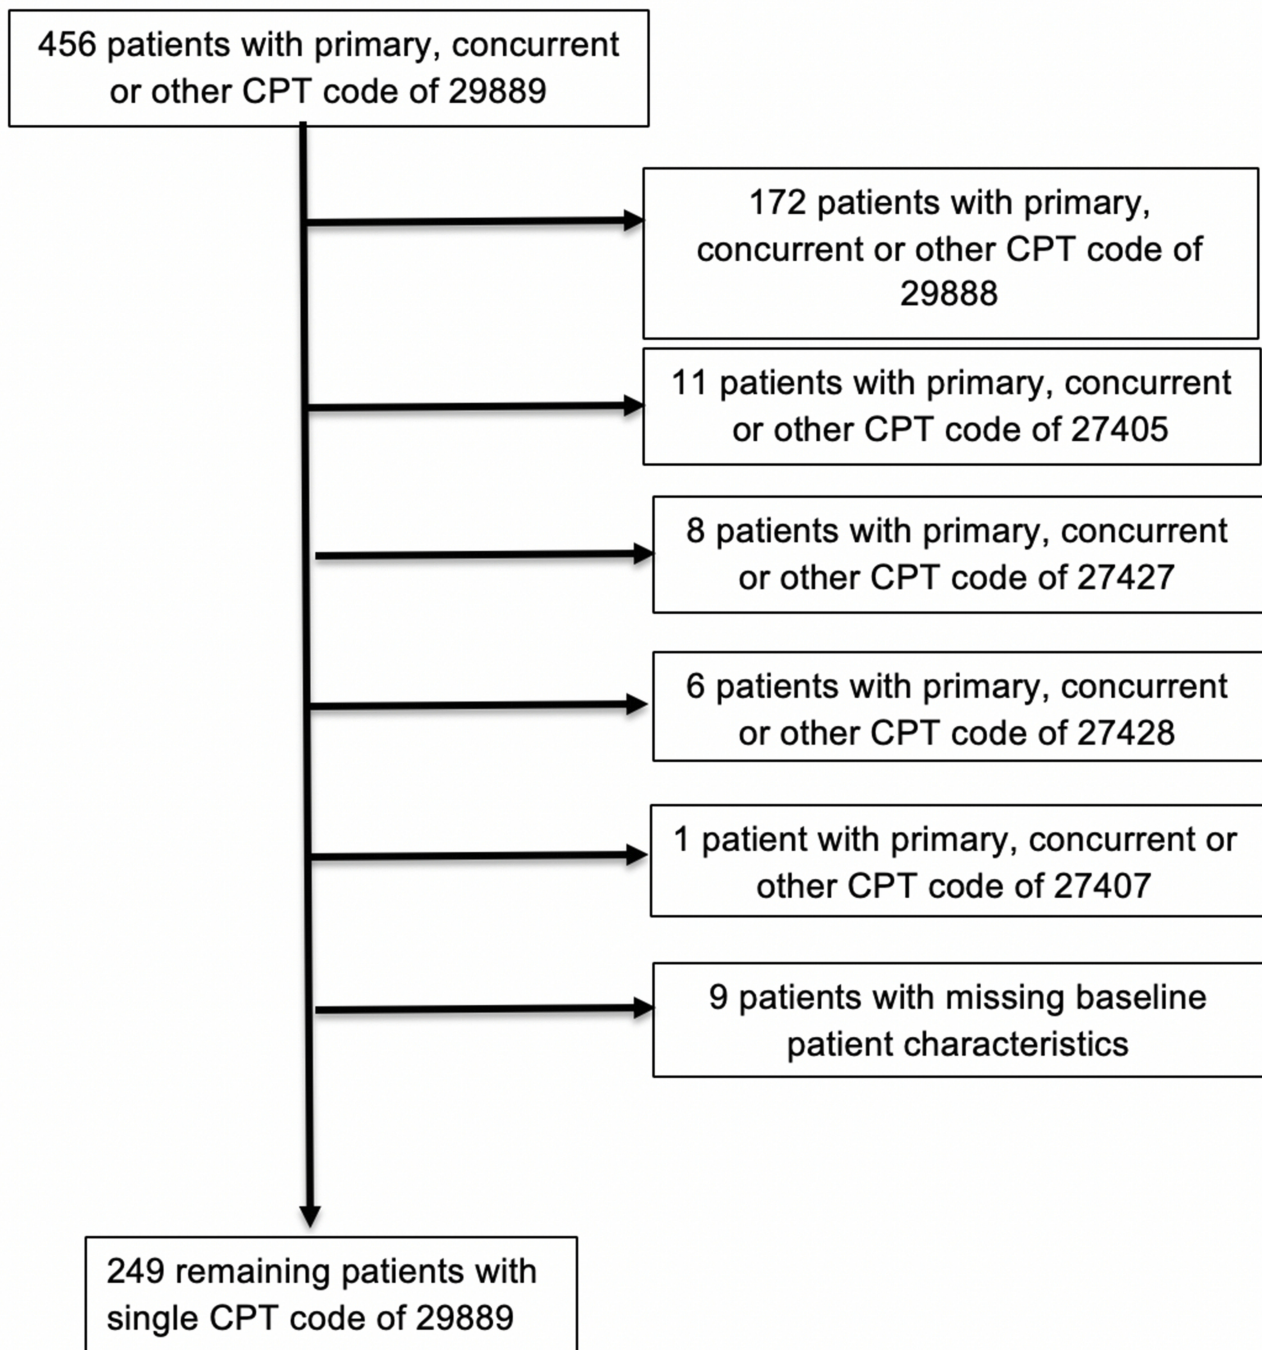 456 patients with primary, concurrent
or other CPT code of 29889
172 patients with primary,
concurrent or other CPT code of
29888
11 patients with primary, concurrent
or other CPT code of 27405
8 patients with primary, concurrent
or other CPT code of 27427
6 patients with primary, concurrent
or other CPT code of 27428
1 patient with primary, concurrent or
other CPT code of 27407
9 patients with missing baseline
patient characteristics
249 remaining patients with
single CPT code of 29889